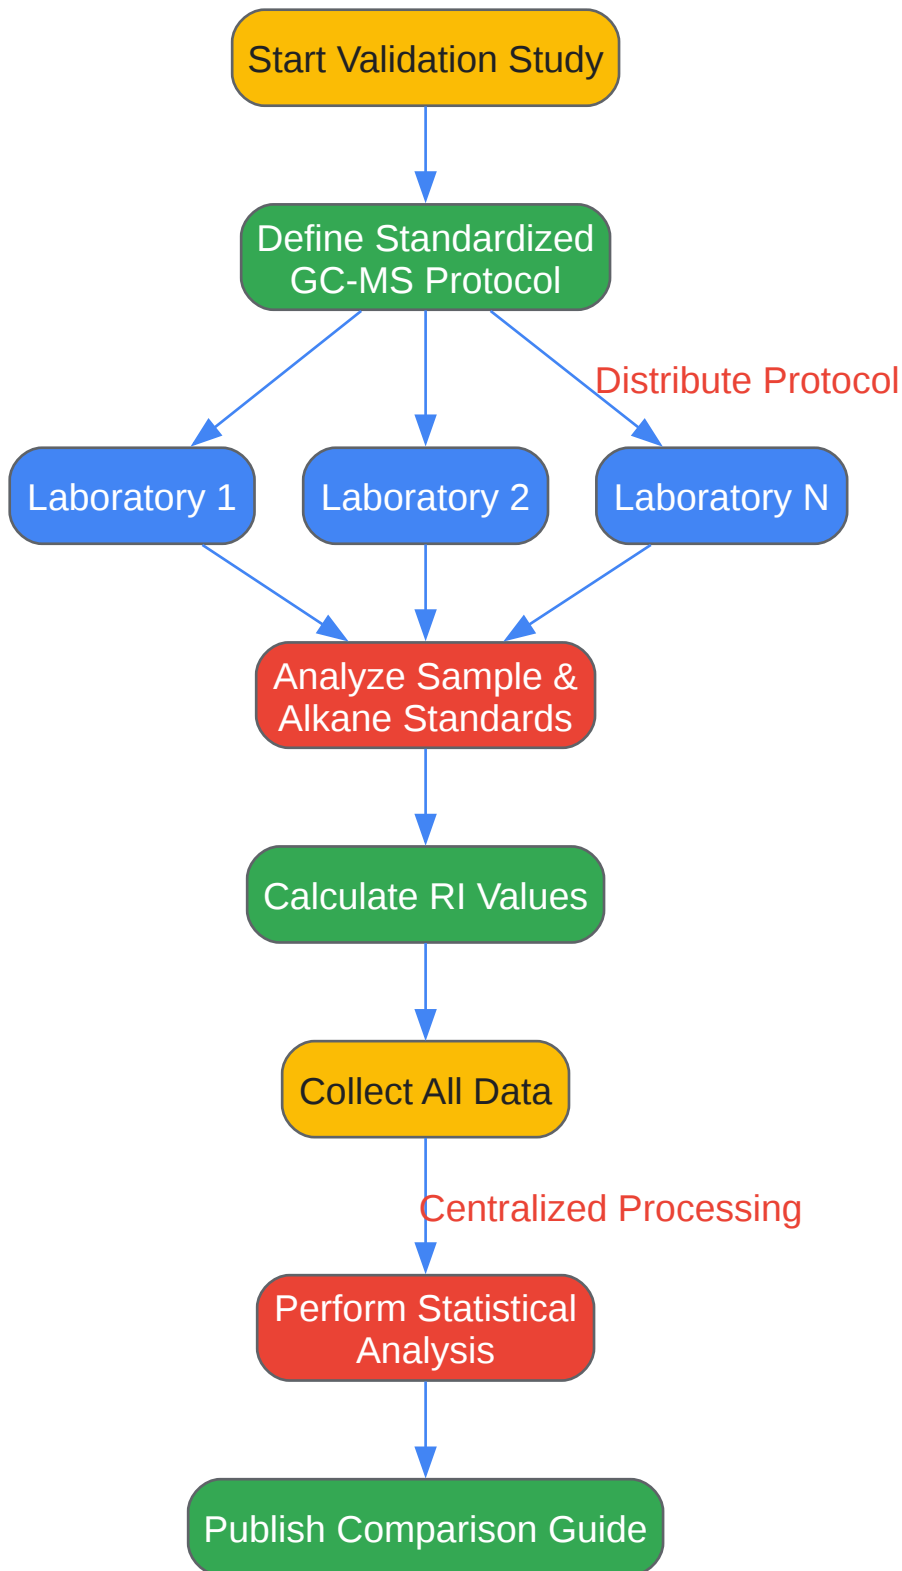 Start Validation Study
Define Standardized
GC-MS Protocol
Distribute Protocol
Laboratory 1
Laboratory 2
Laboratory N
Analyze Sample &
Alkane Standards
Calculate RI Values
Collect All Data
Centralized Processing
Perform Statistical
Analysis
Publish Comparison Guide